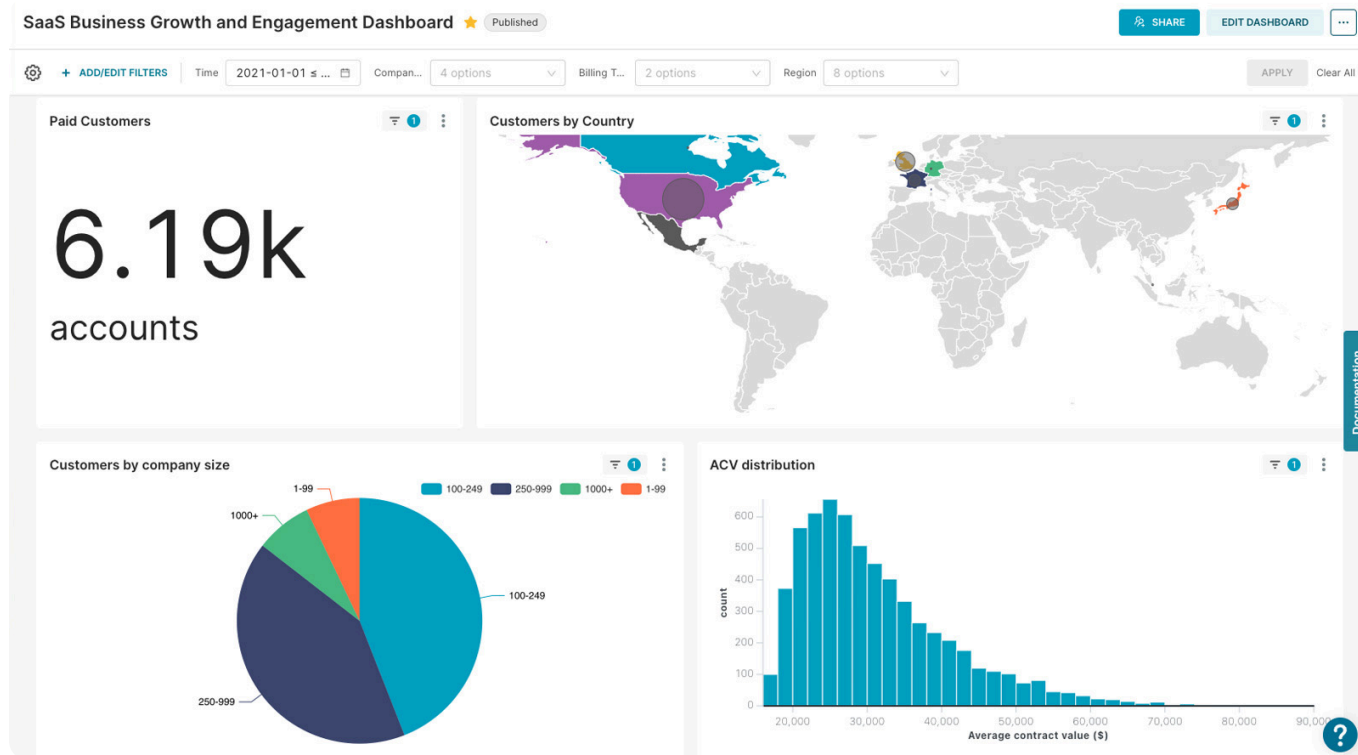 SaaS Business Growth and Engagement Dashboard Published
SHARE EDIT DASHBOARD ...
+ ADD/EDIT FILTERS Time 2021-01-01 ≤ ... Compan... 4 options Billing T... 2 options Region 8 options APPLY Clear All
Paid Customers 1
6.19k
accounts
Customers by Country 1
Documentation
Customers by company size 1
100-249 250-999 1000+ 1-99
1-99
1000+
100-249
250-999
ACV distribution 1
count
600
500
400
300
200
100
0
20,000 30,000 40,000 50,000 60,000 70,000 80,000 90,000
Average contract value ($)
?